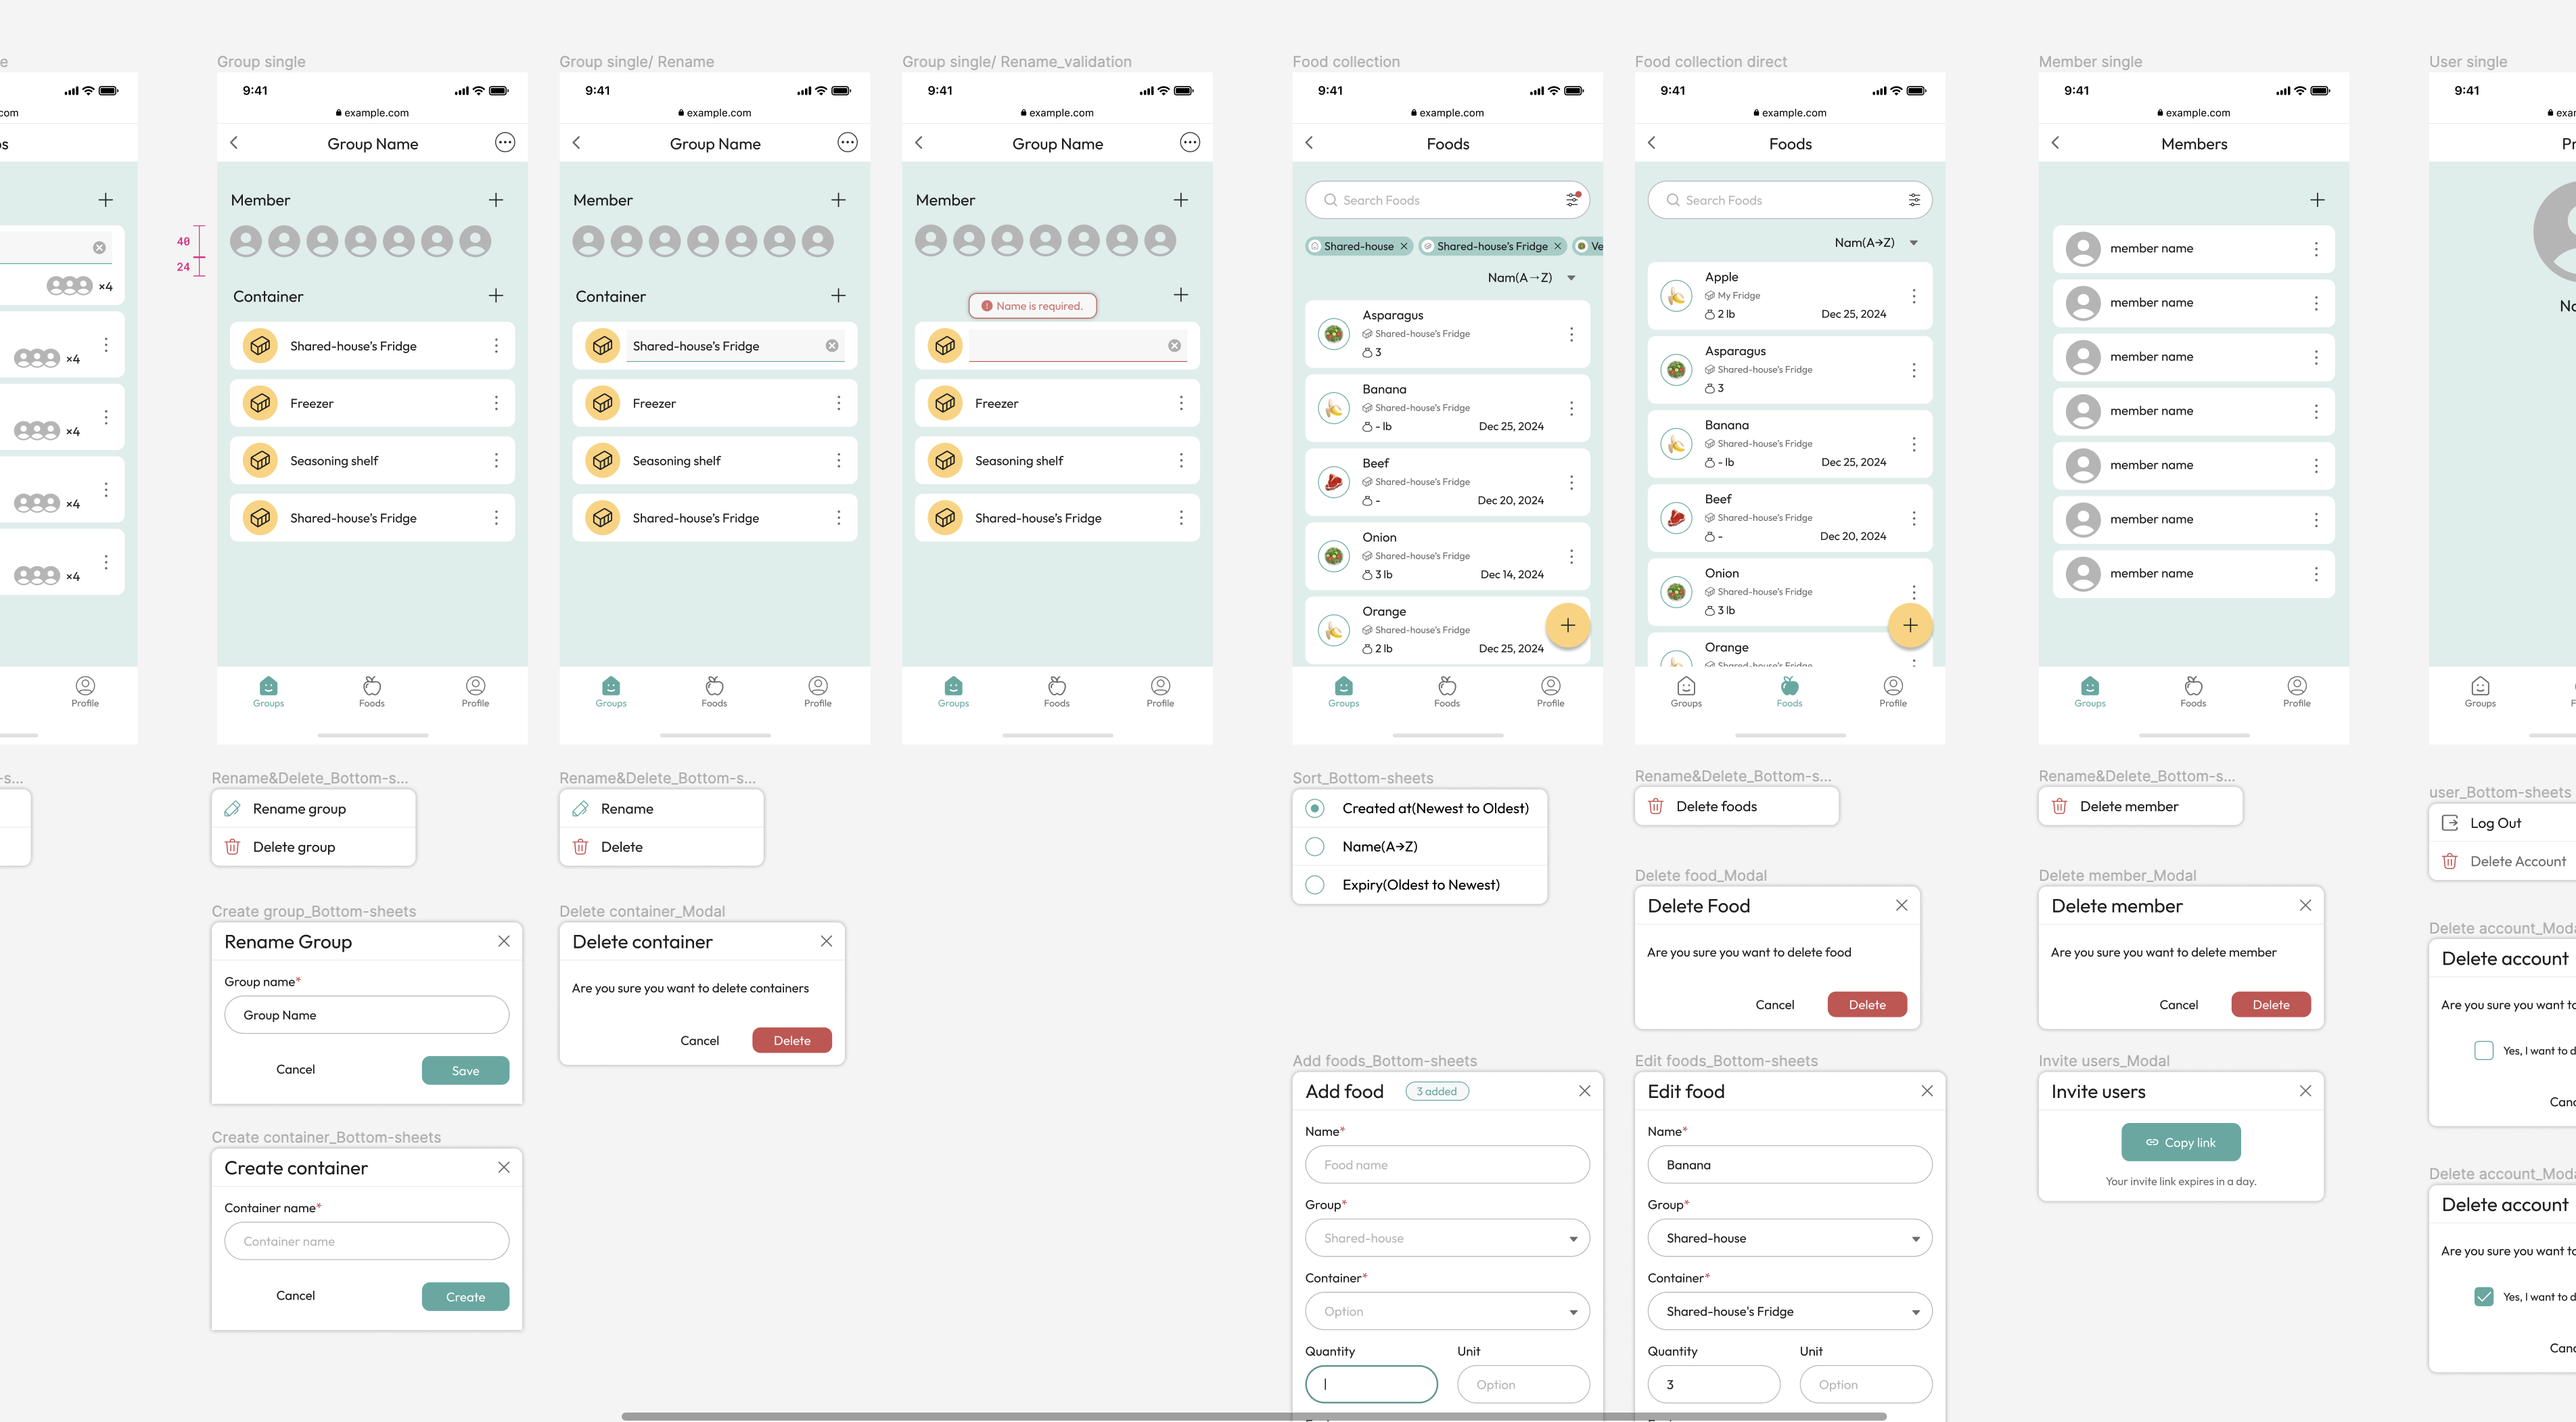 e
com
s
×4
×4
×4
×4
×4
Profile
-s...
Group single
9:41
example.com
Group Name
Member
40
24
Container
Shared-house's Fridge
Freezer
Seasoning shelf
Shared-house's Fridge
Groups
Foods
Profile
Group single/ Rename
9:41
example.com
Group Name
Member
Container
Shared-house's Fridge
Freezer
Seasoning shelf
Shared-house's Fridge
Groups
Foods
Profile
Group single/ Rename_validation
9:41
example.com
Group Name
Member
Name is required.
Freezer
Seasoning shelf
Shared-house's Fridge
Groups
Foods
Profile
Food collection
9:41
example.com
Foods
Search Foods
Shared-house
Shared-house's Fridge
Ve
Nam(A→Z)
Asparagus
Shared-house's Fridge
3
Banana
Shared-house's Fridge
- lb
Dec 25, 2024
Beef
Shared-house's Fridge
-
Dec 20, 2024
Onion
Shared-house's Fridge
3 lb
Dec 14, 2024
Orange
Shared-house's Fridge
2 lb
Dec 25, 2024
Groups
Foods
Profile
Food collection direct
9:41
example.com
Foods
Search Foods
Nam(A→Z)
Apple
My Fridge
2 lb
Dec 25, 2024
Asparagus
Shared-house's Fridge
3
Banana
Shared-house's Fridge
- lb
Dec 25, 2024
Beef
Shared-house's Fridge
-
Dec 20, 2024
Onion
Shared-house's Fridge
3 lb
Orange
Shared-house's Fridge
Groups
Foods
Profile
Member single
9:41
example.com
Members
member name
member name
member name
member name
member name
member name
member name
Groups
Foods
Profile
User single
9:41
exa
Pr
No
Groups
F
Rename&Delete_Bottom-s...
Rename group
Delete group
Create group_Bottom-sheets
Rename Group
Group name*
Group Name
Cancel
Save
Create container_Bottom-sheets
Create container
Container name*
Container name
Cancel
Create
Rename&Delete_Bottom-s...
Rename
Delete
Delete container_Modal
Delete container
Are you sure you want to delete containers
Cancel
Delete
Sort_Bottom-sheets
Created at(Newest to Oldest)
Name(A→Z)
Expiry(Oldest to Newest)
Add foods_Bottom-sheets
Add food
3 added
Name*
Food name
Group*
Shared-house
Container*
Option
Quantity
Unit
Option
Rename&Delete_Bottom-s...
Delete foods
Delete food_Modal
Delete Food
Are you sure you want to delete food
Cancel
Delete
Edit foods_Bottom-sheets
Edit food
Name*
Banana
Group*
Shared-house
Container*
Shared-house's Fridge
Quantity
Unit
3
Option
Rename&Delete_Bottom-s...
Delete member
Delete member_Modal
Delete member
Are you sure you want to delete member
Cancel
Delete
Invite users_Modal
Invite users
Copy link
Your invite link expires in a day.
user_Bottom-sheets
Log Out
Delete Account
Delete account_Moda
Delete account
Are you sure you want to
Yes, I want to d
Canc
Delete account_Moda
Delete account
Are you sure you want to
Yes, I want to d
Canc